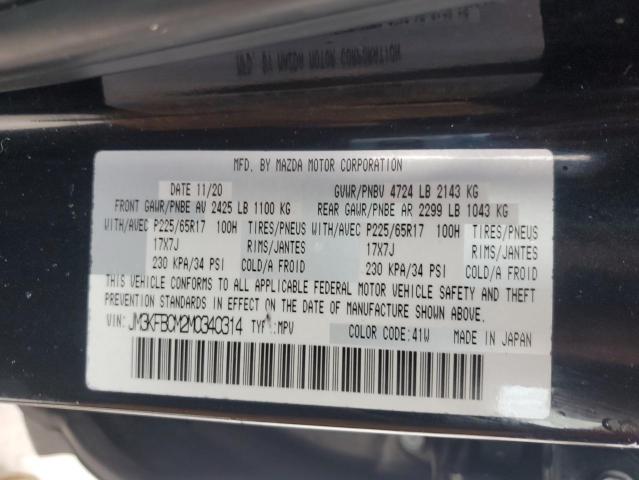 MFD. BY MAZDA MOTOR CORPORATION
DATE 11/20 GVWR/PNBV 4724 LB 2143 KG
FRONT GAWR/PNBE AV 2425 LB 1100 KG REAR GAWR/PNBE AR 2299 LB 1043 KG
WITH/AVEC P225/65R17 100H TIRES/PNEUS WITH/AVEC P225/65R17 100H TIRES/PNEUS
17X7J RIMS/JANTES 17X7J RIMS/JANTES
230 KPA/34 PSI COLD/A FROID 230 KPA/34 PSI COLD/A FROID
THIS VEHICLE CONFORMS TO ALL APPLICABLE FEDERAL MOTOR VEHICLE SAFETY AND THEFT
PREVENTION STANDARDS IN EFFECT ON THE DATE OF MANUFACTURE SHOWN ABOVE.
VIN: JM3KFBCM2M0340314 TYPE: MPV COLOR CODE:41W MADE IN JAPAN